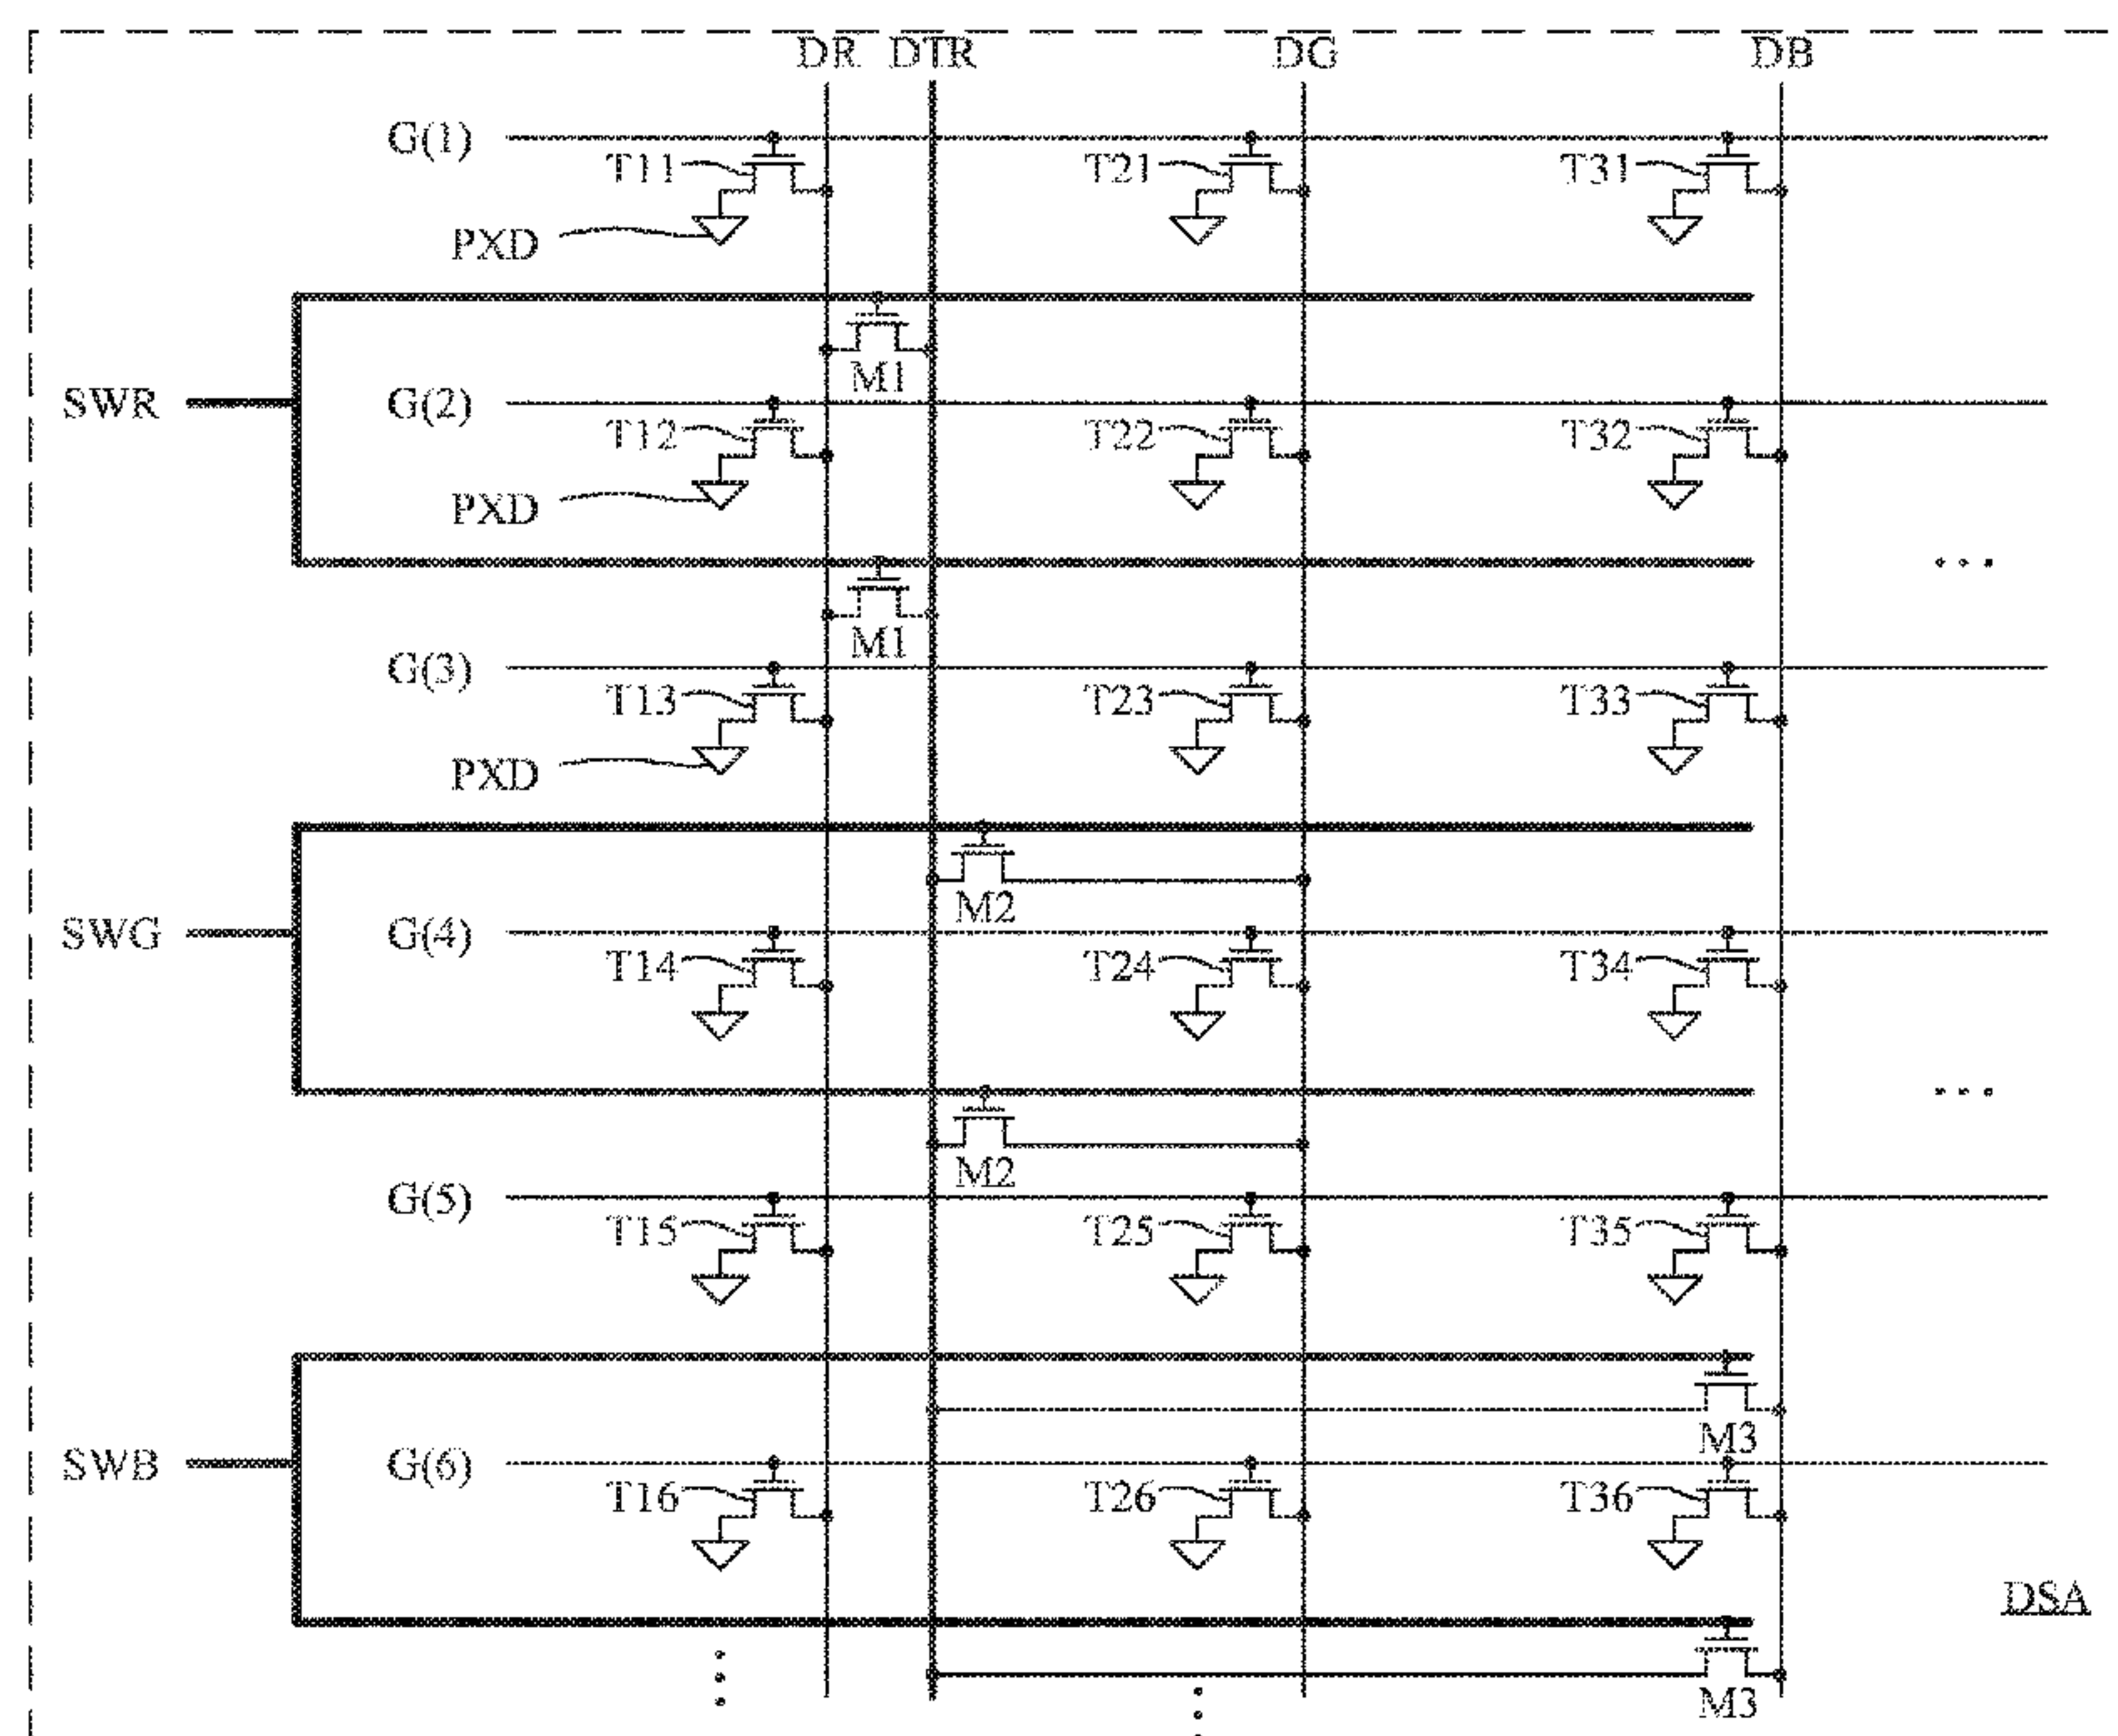 DR DTR DG DB
G(1)
T11 T21 T31
PXD
M1
SWR G(2)
T12 T22 T32
PXD
M1
G(3)
T13 T23 T33
PXD
M2
SWG G(4)
T14 T24 T34
M2
G(5)
T15 T25 T35
M3
SWB G(6)
T16 T26 T36
DSA
M3